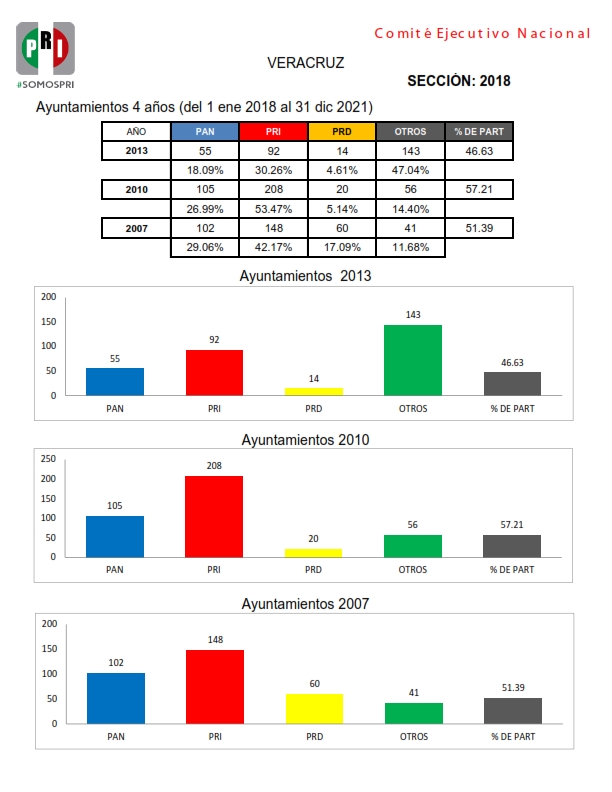 Comité Ejecutivo Nacional
PRI
#SOMOSPRI
VERACRUZ
SECCIÓN: 2018
Ayuntamientos 4 años (del 1 ene 2018 al 31 dic 2021)
AÑO PAN PRI PRD OTROS % DE PART
2013 55 92 14 143 46.63
18.09% 30.26% 4.61% 47.04%
2010 105 208 20 56 57.21
26.99% 53.47% 5.14% 14.40%
2007 102 148 60 41 51.39
29.06% 42.17% 17.09% 11.68%
Ayuntamientos 2013
200
150
100
50
0
55
92
14
143
46.63
PAN PRI PRD OTROS % DE PART
Ayuntamientos 2010
250
200
150
100
50
0
105
208
20
56
57.21
PAN PRI PRD OTROS % DE PART
Ayuntamientos 2007
200
150
100
50
0
102
148
60
41
51.39
PAN PRI PRD OTROS % DE PART